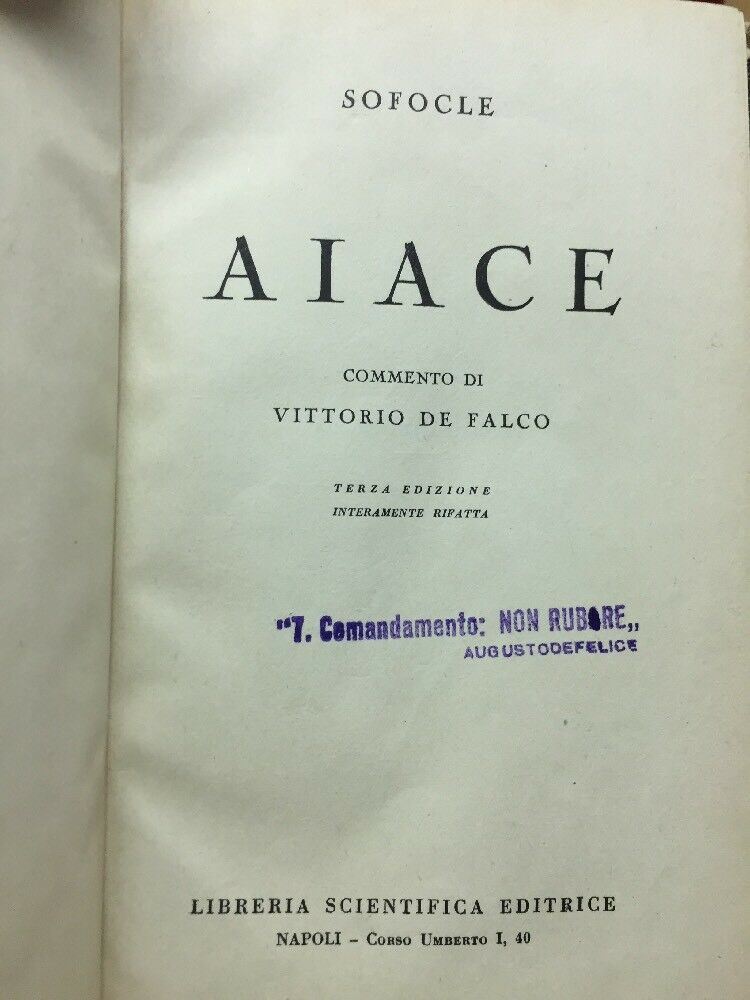 SOFOCLE
AIACE
COMMENTO DI
VITTORIO DE FALCO
TERZA EDIZIONE
INTERAMENTE RIFATTA
"7. Comandamento: NON RUBARE„
AUGUSTODEFELICE
LIBRERIA SCIENTIFICA EDITRICE
NAPOLI – CORSO UMBERTO I, 40